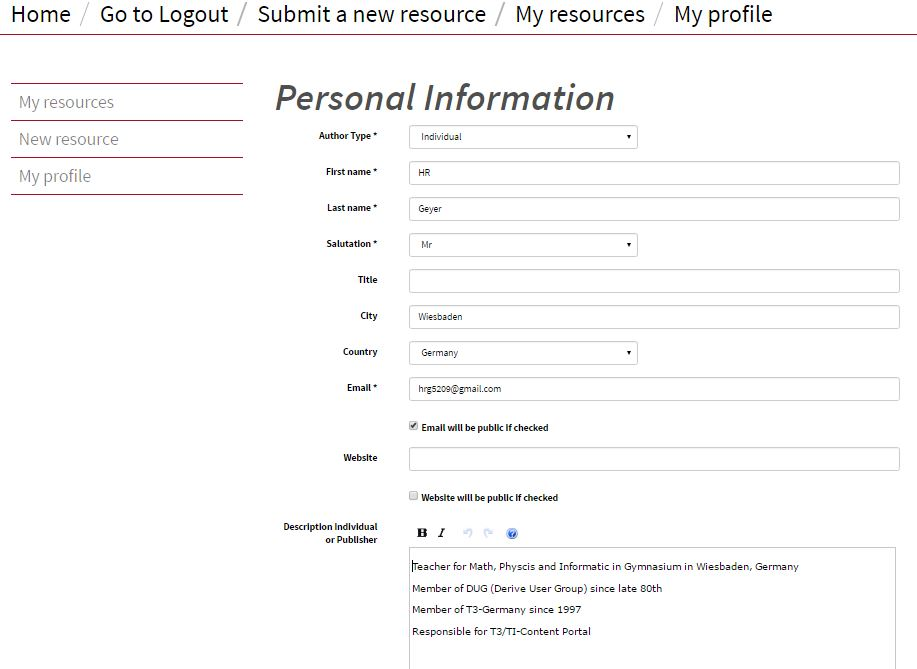 Home / Go to Logout / Submit a new resource / My resources / My profile
My resources
New resource
My profile
Personal Information
Author Type * Individual
First name * HR
Last name * Geyer
Salutation * Mr
Title
City Wiesbaden
Country Germany
Email * hrg5209@gmail.com
Email will be public if checked
Website
Website will be public if checked
Description Individual
or Publisher
B I
Teacher for Math, Physcis and Informatic in Gymnasium in Wiesbaden, Germany
Member of DUG (Derive User Group) since late 80th
Member of T3-Germany since 1997
Responsible for T3/TI-Content Portal